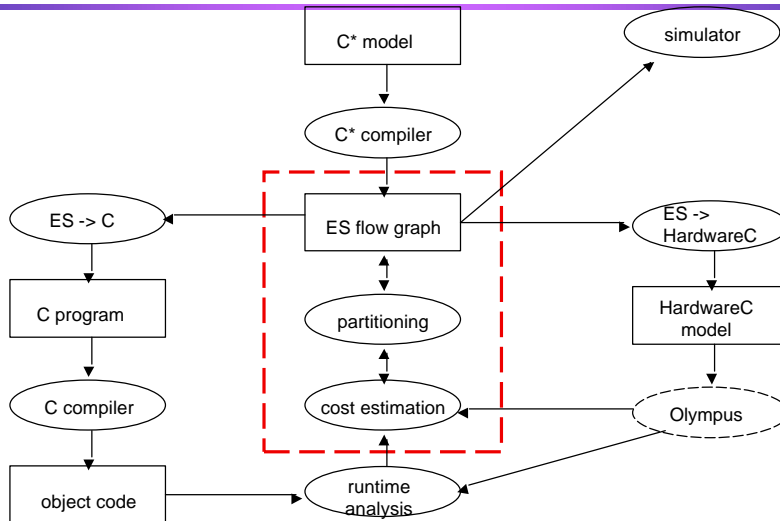 C* model
simulator
C* compiler
ES -> C
ES flow graph
ES ->
HardwareC
C program
partitioning
HardwareC
model
C compiler
cost estimation
Olympus
object code
runtime
analysis